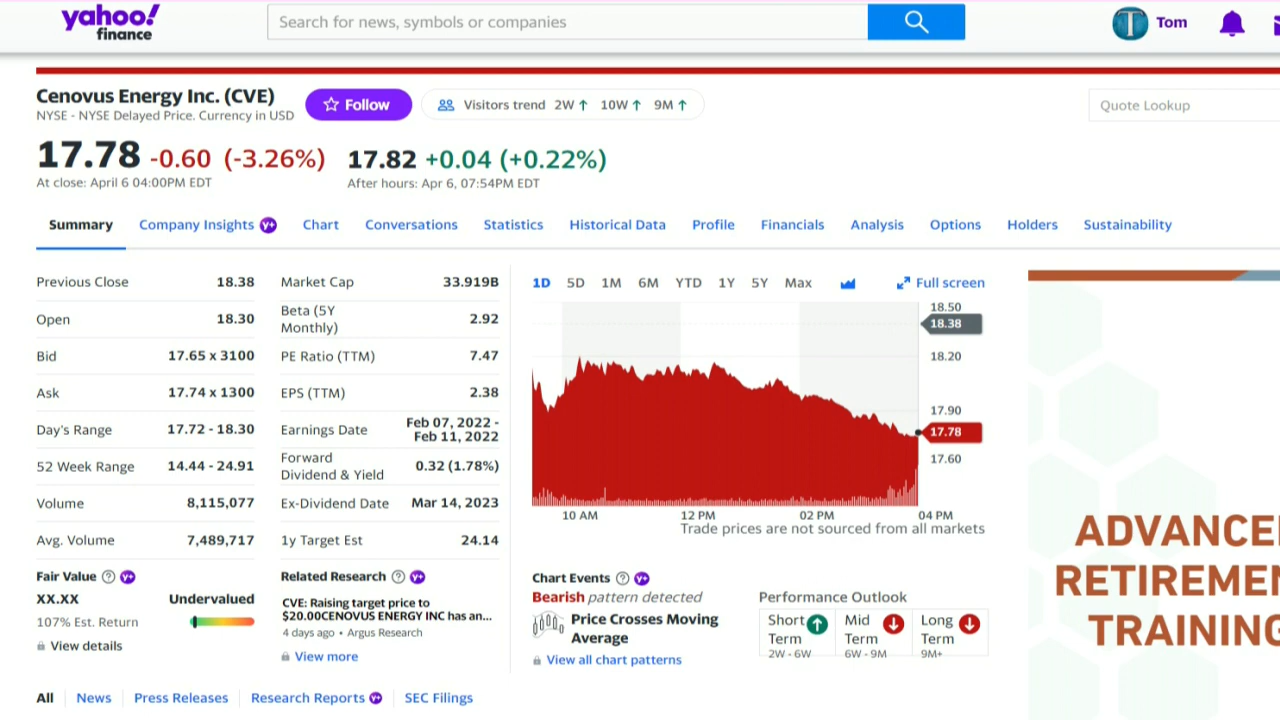 yahoo!
finance
Search for news, symbols or companies
T
Tom
Cenovus Energy Inc. (CVE)
NYSE - NYSE Delayed Price. Currency in USD
Follow
Visitors trend 2W ↑ 10W ↑ 9M ↑
Quote Lookup
17.78 -0.60 (-3.26%)
At close: April 6 04:00PM EDT
17.82 +0.04 (+0.22%)
After hours: Apr 6, 07:54PM EDT
Summary Company Insights Y+ Chart Conversations Statistics Historical Data Profile Financials Analysis Options Holders Sustainability
Previous Close 18.38
Open 18.30
Bid 17.65 x 3100
Ask 17.74 x 1300
Day's Range 17.72 - 18.30
52 Week Range 14.44 - 24.91
Volume 8,115,077
Avg. Volume 7,489,717
Market Cap 33.919B
Beta (5Y
Monthly) 2.92
PE Ratio (TTM) 7.47
EPS (TTM) 2.38
Earnings Date Feb 07, 2022 -
Feb 11, 2022
Forward
Dividend & Yield 0.32 (1.78%)
Ex-Dividend Date Mar 14, 2023
1y Target Est 24.14
1D 5D 1M 6M YTD 1Y 5Y Max Full screen
18.50
18.38
18.20
17.90
17.78
17.60
10 AM 12 PM 02 PM 04 PM
Trade prices are not sourced from all markets
Fair Value ? Y+
XX.XX Undervalued
107% Est. Return
View details
Related Research ? Y+
CVE: Raising target price to
$20.00CENOVUS ENERGY INC has an...
4 days ago • Argus Research
View more
Chart Events ? Y+
Bearish pattern detected
Price Crosses Moving
Average
View all chart patterns
Performance Outlook
Short
Term
2W - 6W
Mid
Term
6W - 9M
Long
Term
9M+
ADVANCE
RETIREME
TRAINING
All News Press Releases Research Reports Y+ SEC Filings